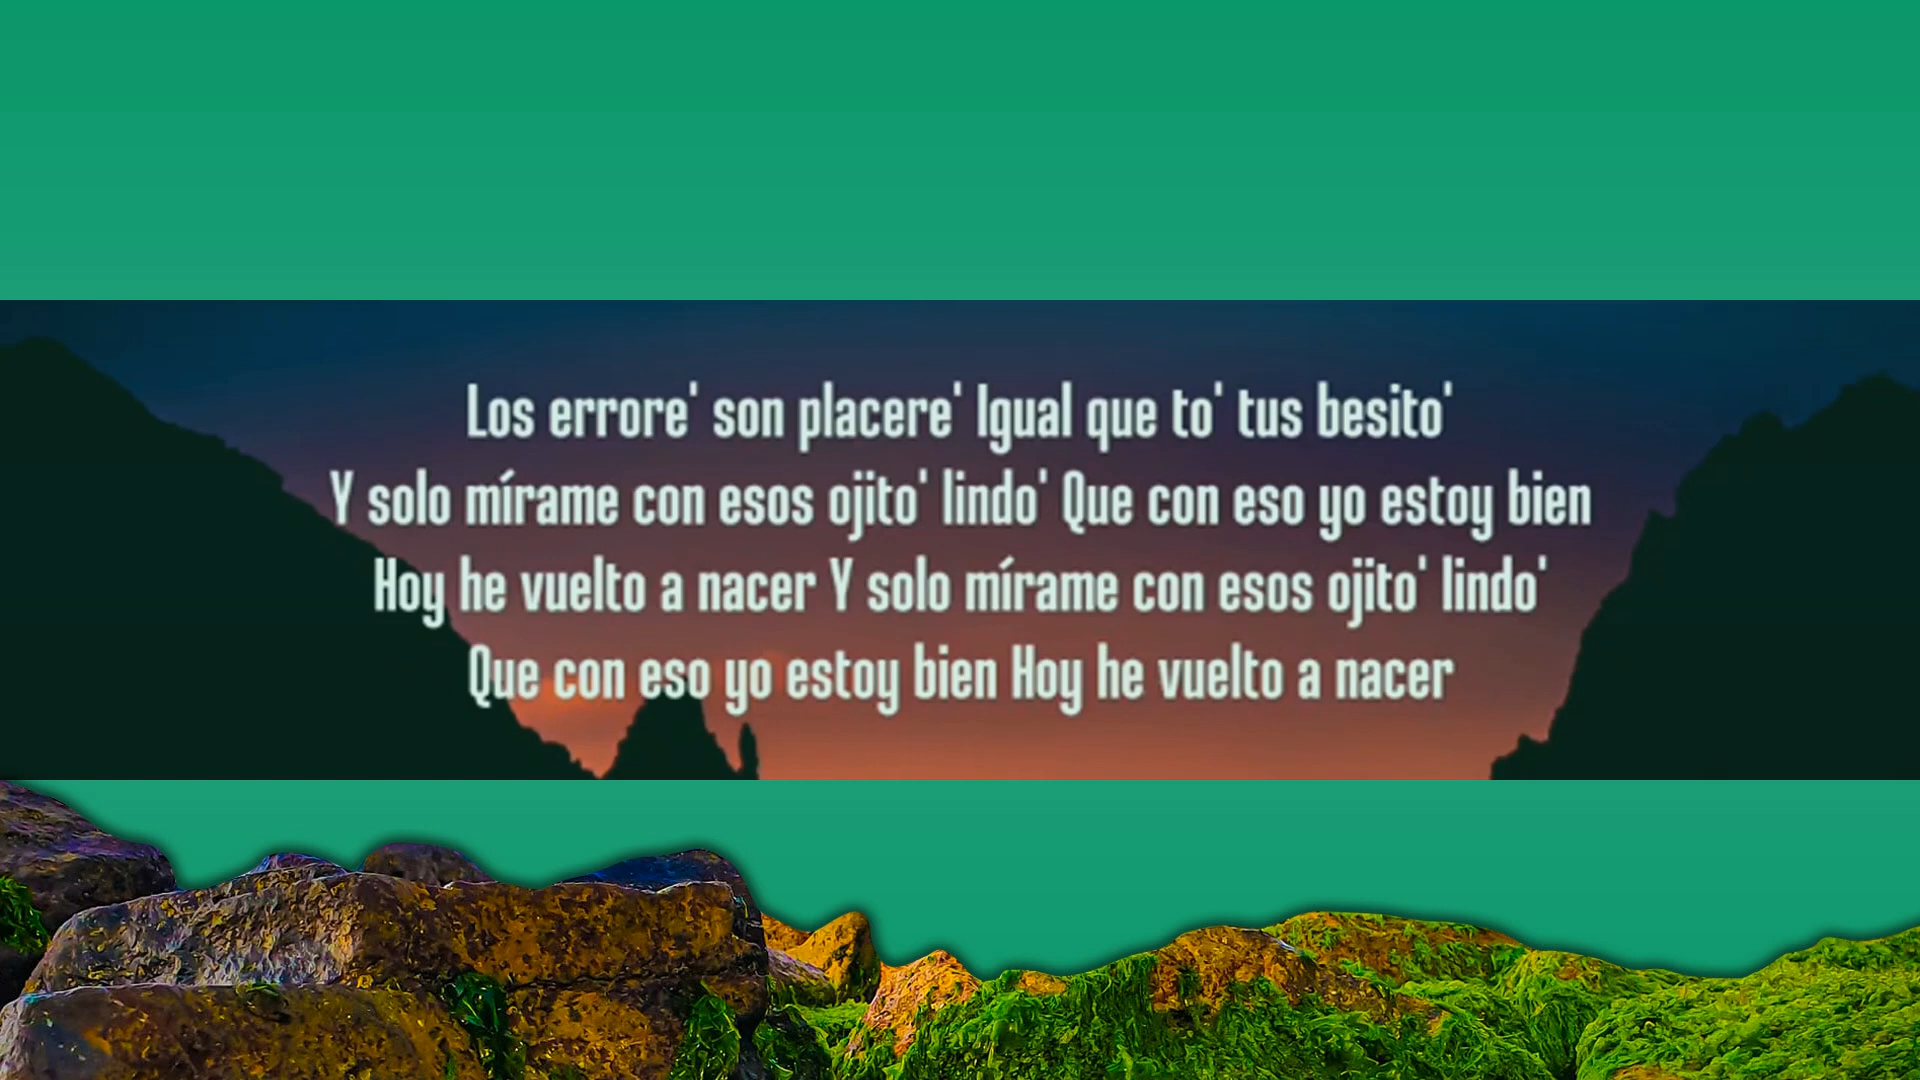 Los errore' son placere' Igual que to' tus besito'
Y solo mírame con esos ojito' lindo' Que con eso yo estoy bien
Hoy he vuelto a nacer Y solo mírame con esos ojito' lindo'
Que con eso yo estoy bien Hoy he vuelto a nacer